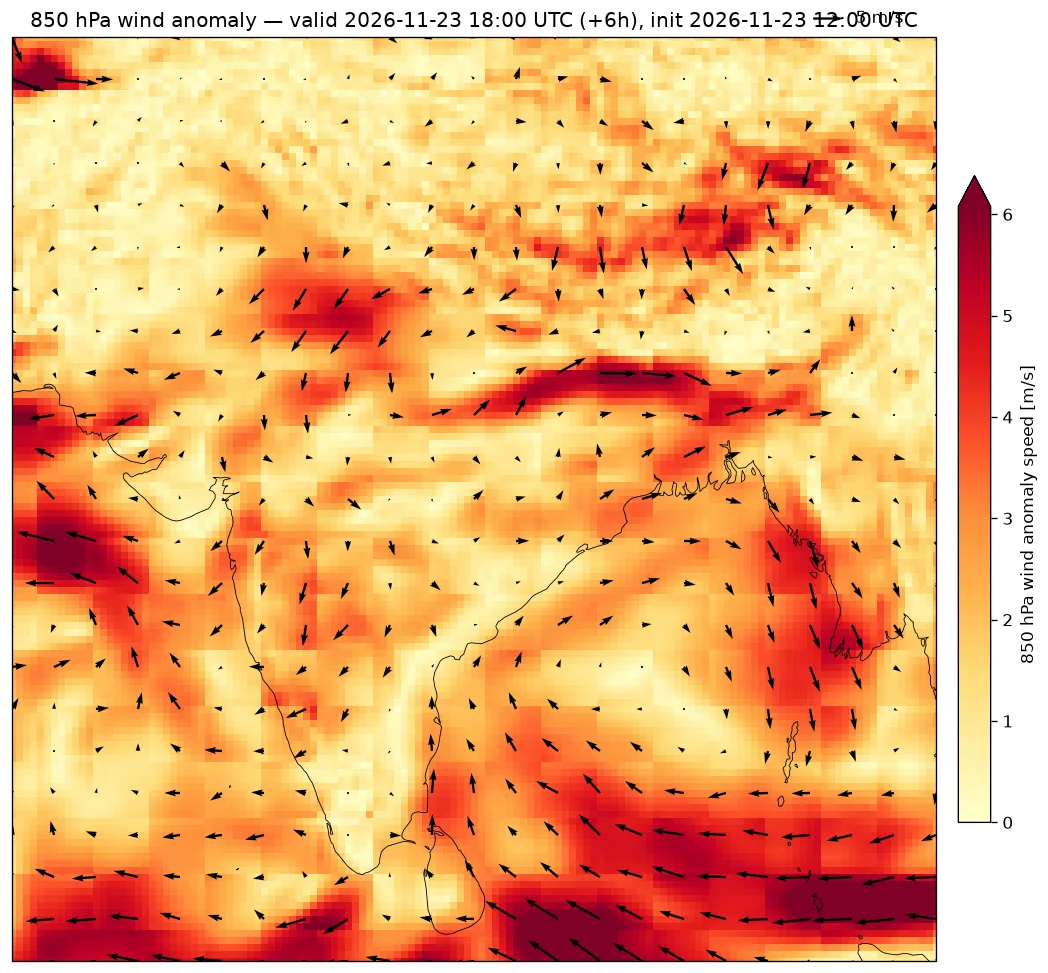 850 hPa wind anomaly — valid 2026-11-23 18:00 UTC (+6h), init 2026-11-23 12:00 UTC
5 m/s
6
5
4
3
2
1
0
850 hPa wind anomaly speed [m/s]